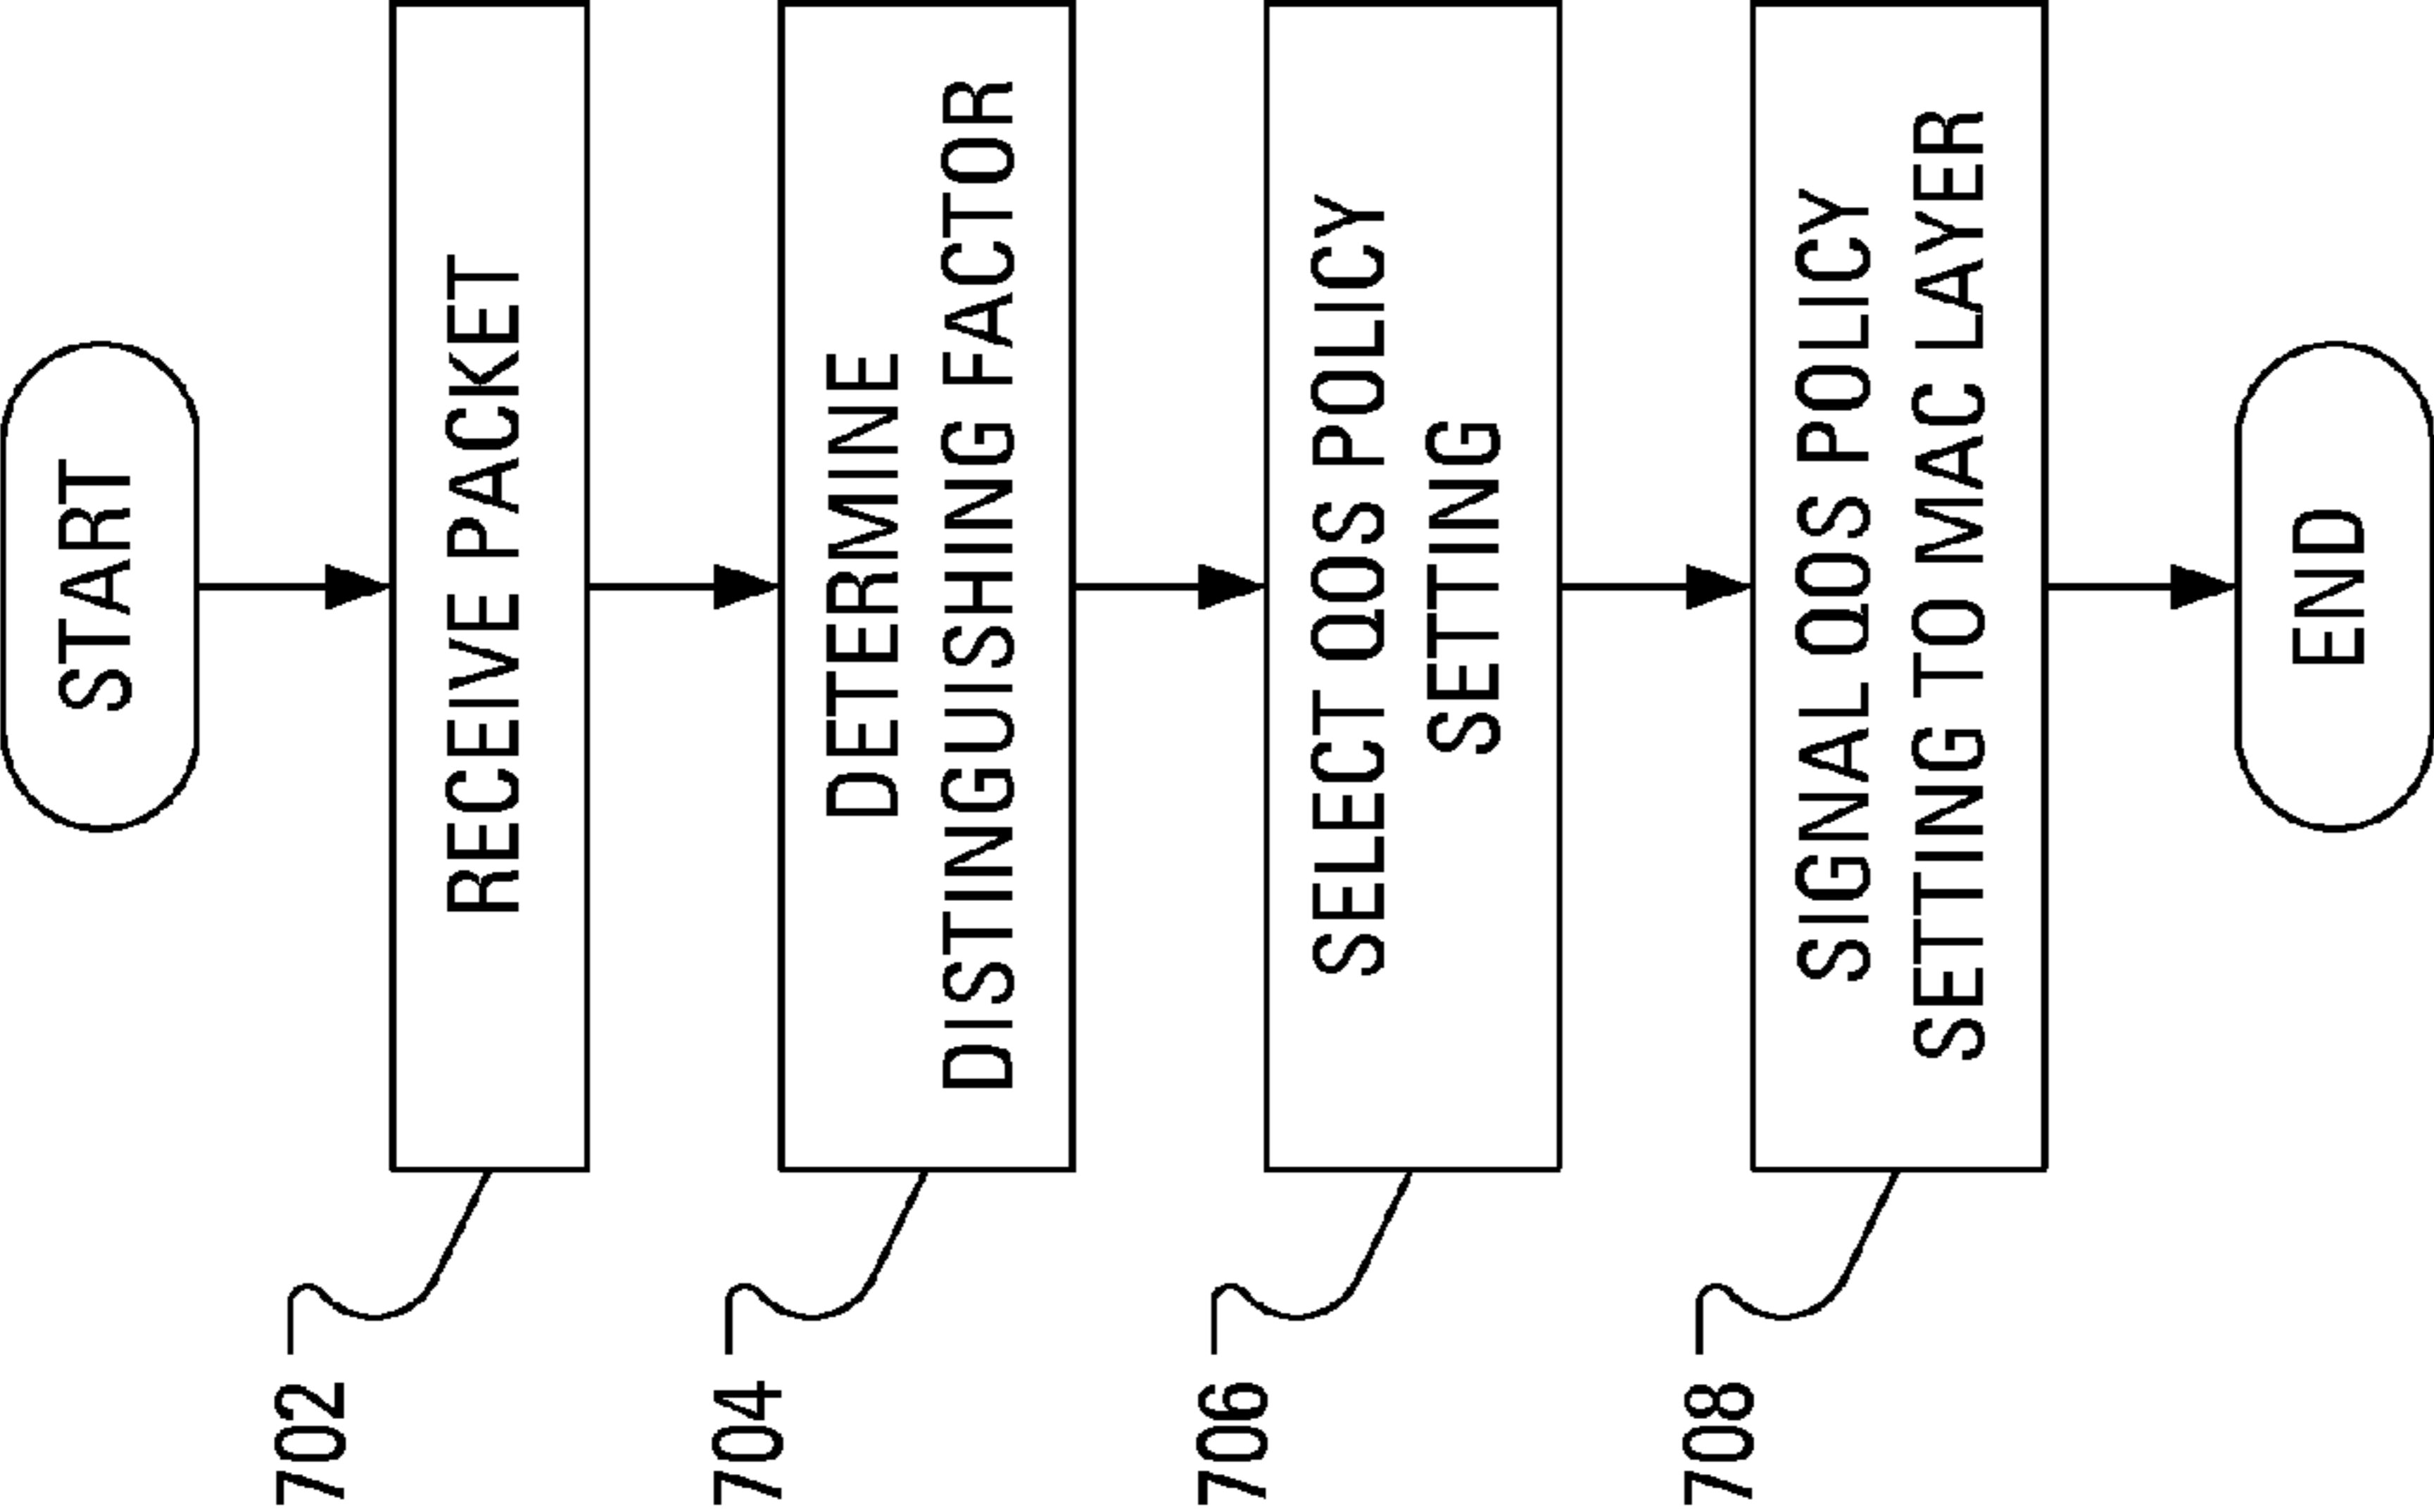 START
702
RECEIVE PACKET
704
DETERMINE
DISTINGUISHING FACTOR
706
SELECT QOS POLICY
SETTING
708
SIGNAL QOS POLICY
SETTING TO MAC LAYER
END